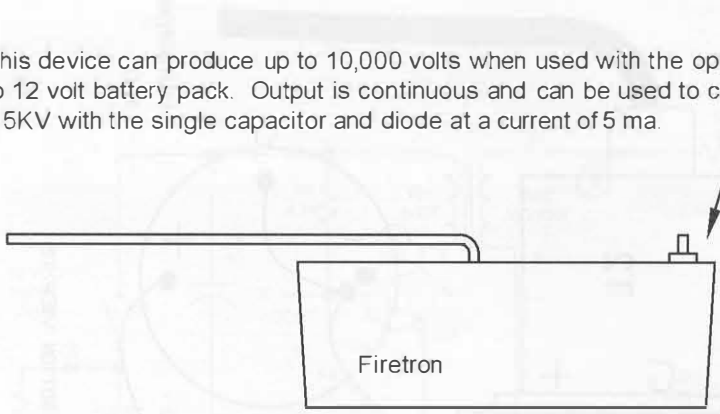 his device can produce up to 10,000 volts when used with the op
12 volt battery pack. Output is continuous and can be used to c
5KV with the single capacitor and diode at a current of 5 ma.
Firetron